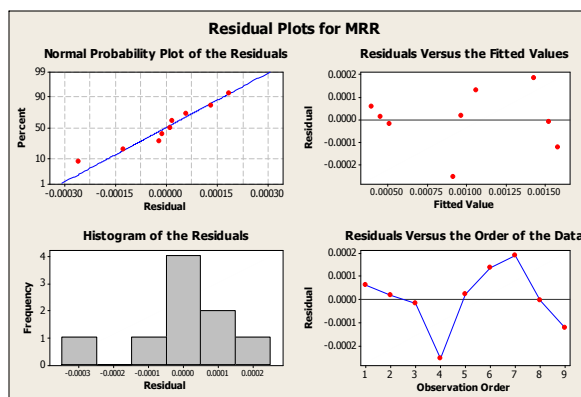 Residual Plots for MRR
Normal Probability Plot of the Residuals
99
90
50
10
1
Percent
-0.00030 -0.00015 0.00000 0.00015 0.00030
Residual
Residuals Versus the Fitted Values
0.0002
0.0001
0.0000
-0.0001
-0.0002
Residual
0.00050 0.00075 0.00100 0.00125 0.00150
Fitted Value
Histogram of the Residuals
4
3
2
1
0
Frequency
-0.0003 -0.0002 -0.0001 0.0000 0.0001 0.0002
Residual
Residuals Versus the Order of the Data
0.0002
0.0001
0.0000
-0.0001
-0.0002
Residual
1 2 3 4 5 6 7 8 9
Observation Order